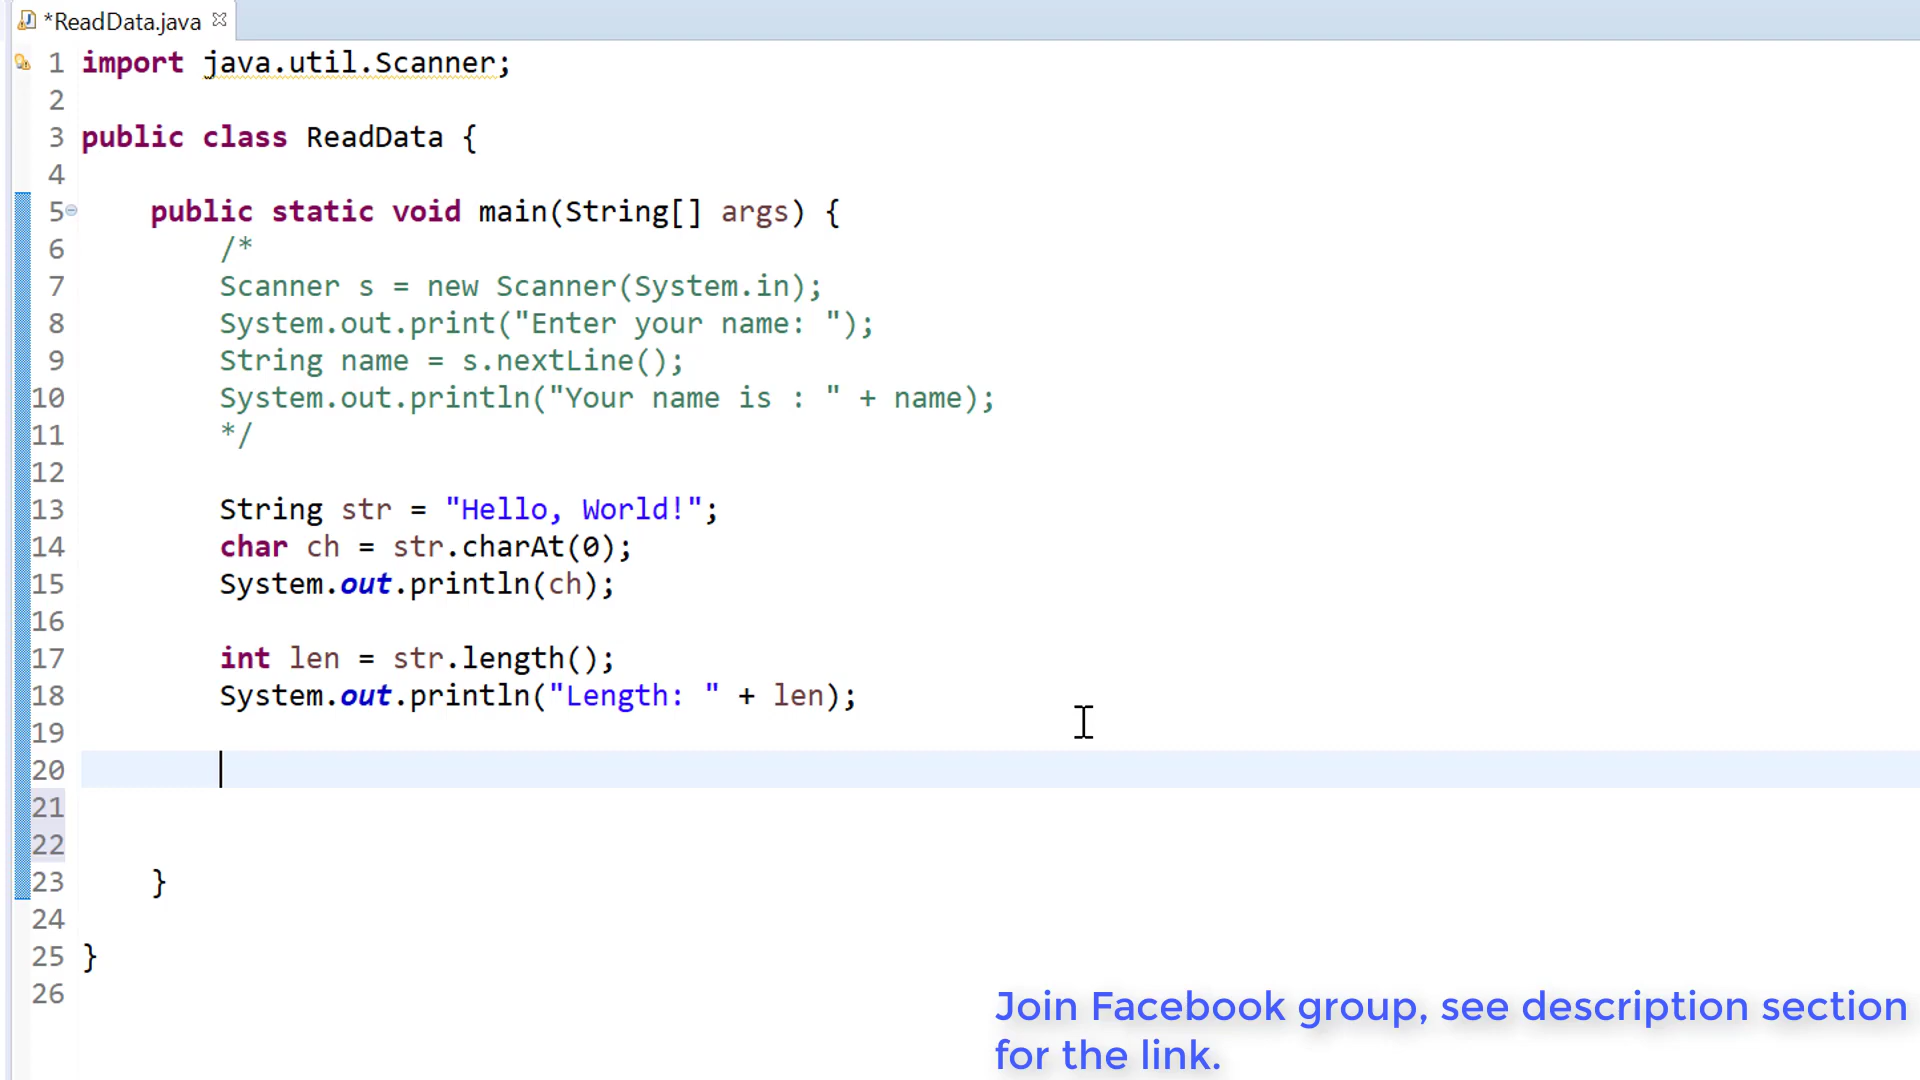 *ReadData.java
1 import java.util.Scanner;
2
3 public class ReadData {
4
5     public static void main(String[] args) {
6         /*
7         Scanner s = new Scanner(System.in);
8         System.out.print("Enter your name: ");
9         String name = s.nextLine();
10         System.out.println("Your name is : " + name);
11         */
12
13         String str = "Hello, World!";
14         char ch = str.charAt(0);
15         System.out.println(ch);
16
17         int len = str.length();
18         System.out.println("Length: " + len);
19
20
21
22
23     }
24
25 }
26
Join Facebook group, see description section
for the link.